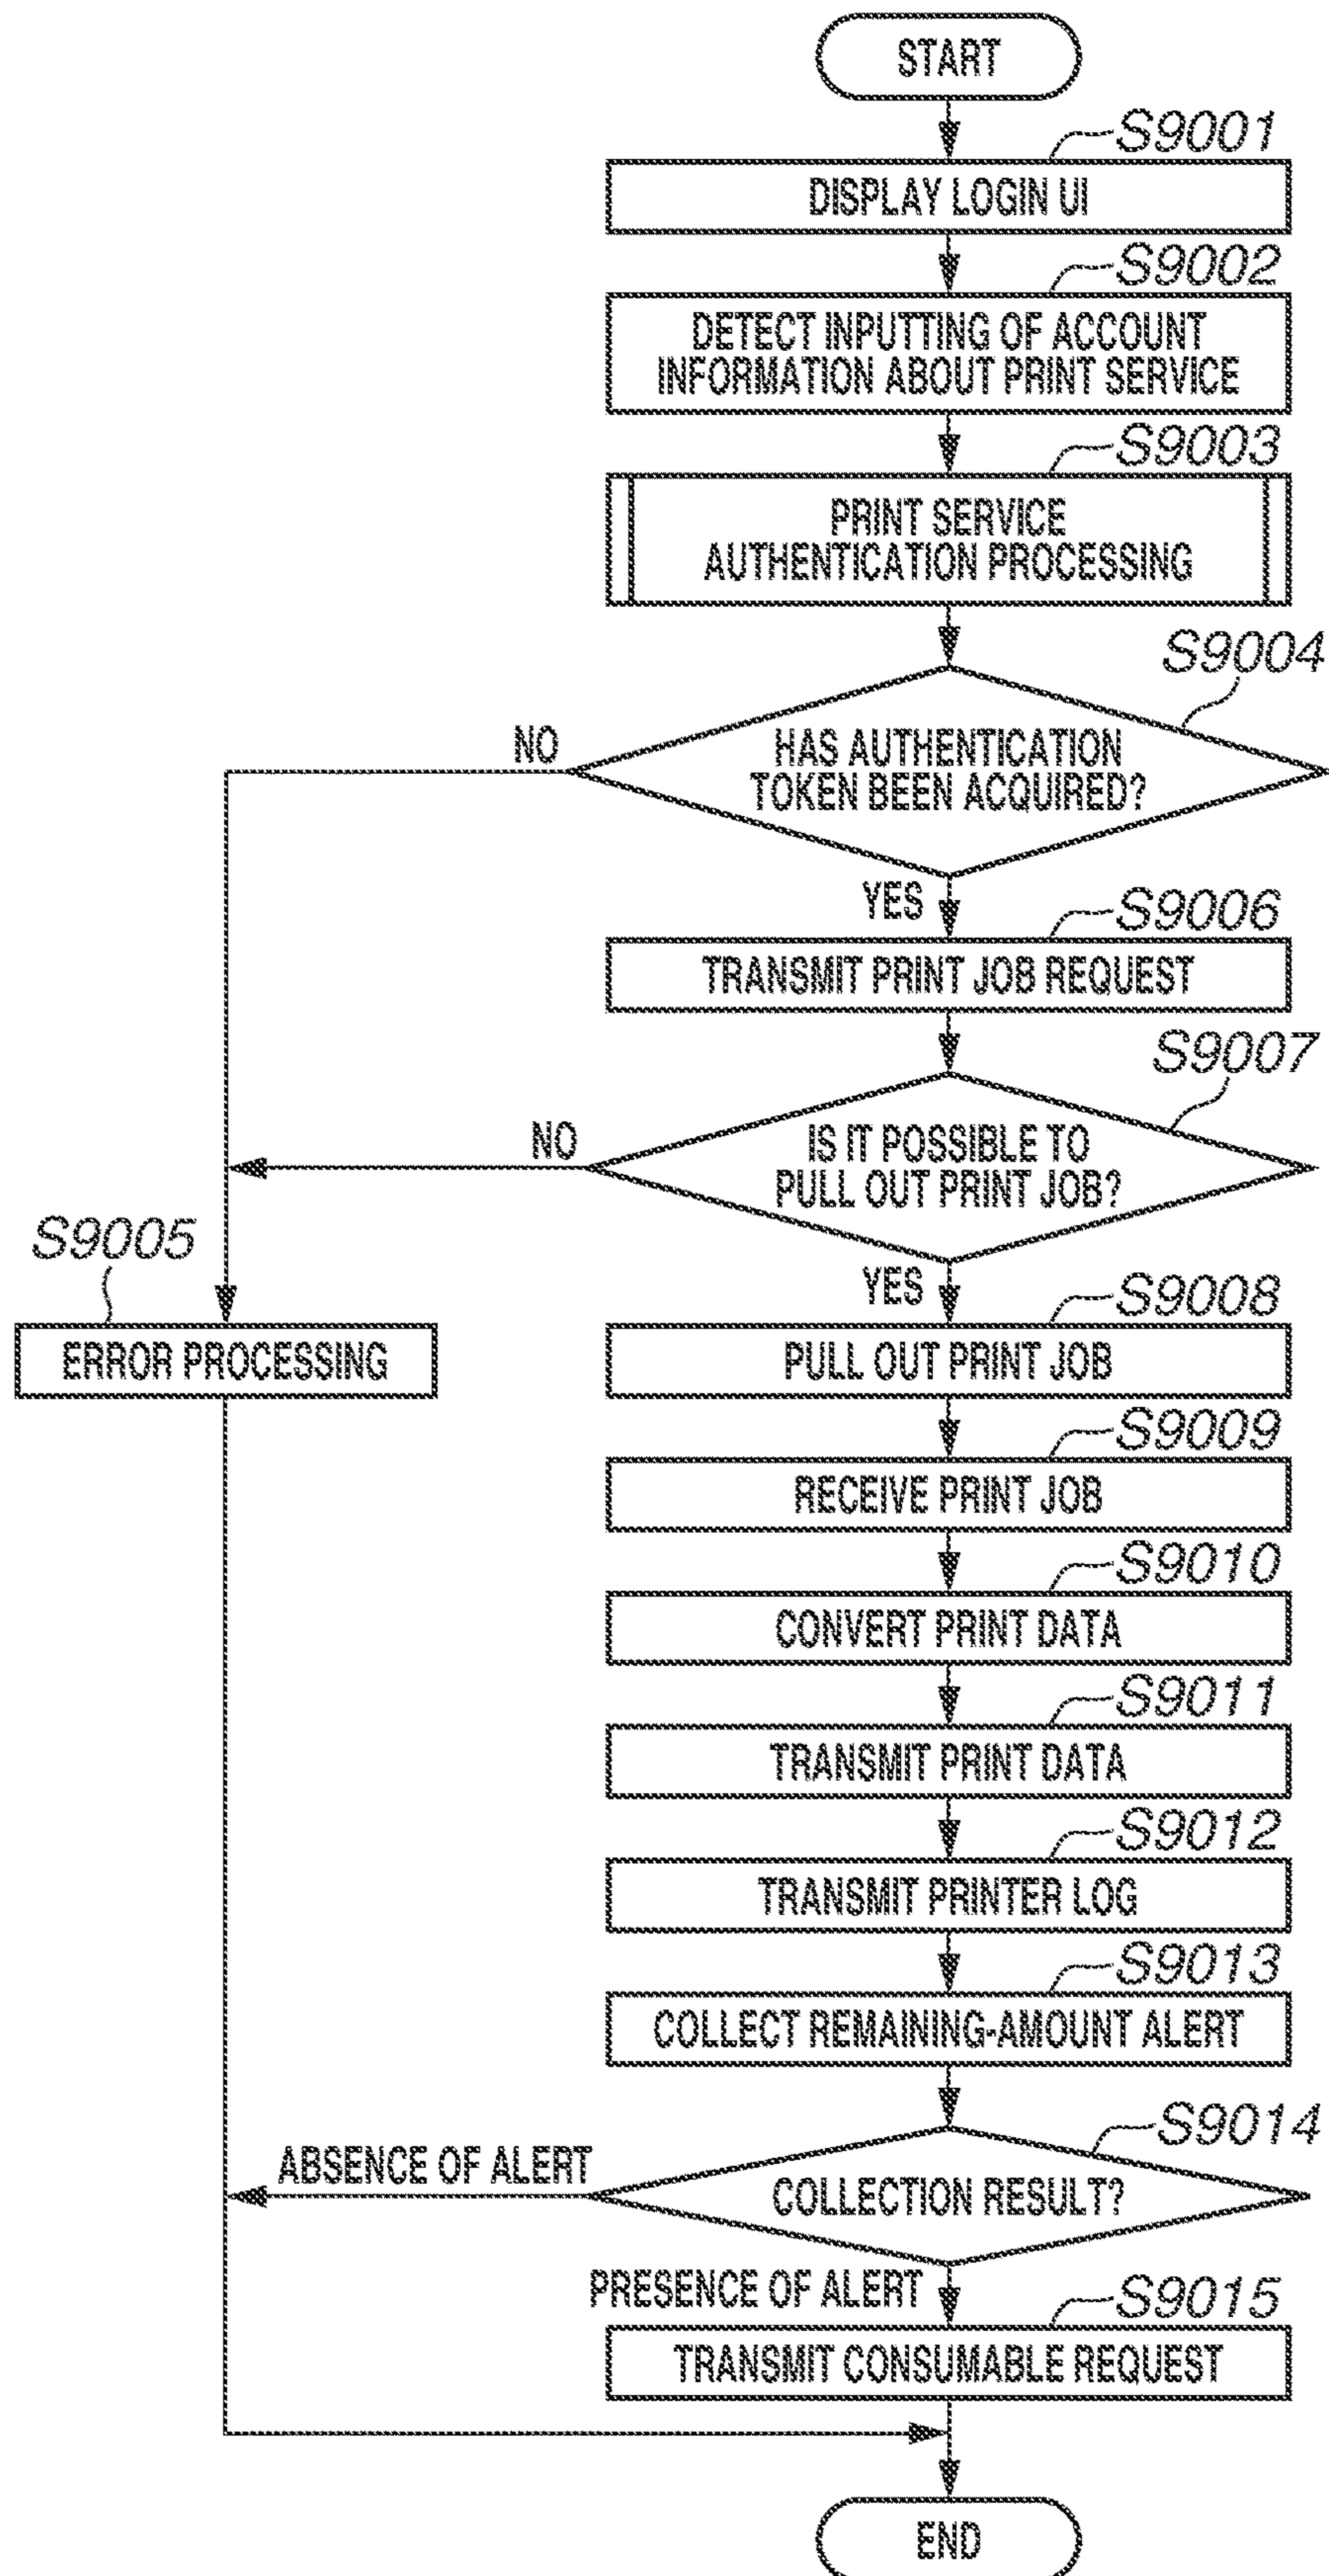 START
S9001
DISPLAY LOGIN UI
S9002
DETECT INPUTTING OF ACCOUNT
INFORMATION ABOUT PRINT SERVICE
S9003
PRINT SERVICE
AUTHENTICATION PROCESSING
S9004
NO
HAS AUTHENTICATION
TOKEN BEEN ACQUIRED?
YES
S9006
TRANSMIT PRINT JOB REQUEST
S9007
NO
IS IT POSSIBLE TO
PULL OUT PRINT JOB?
S9005
YES
S9008
ERROR PROCESSING
PULL OUT PRINT JOB
S9009
RECEIVE PRINT JOB
S9010
CONVERT PRINT DATA
S9011
TRANSMIT PRINT DATA
S9012
TRANSMIT PRINTER LOG
S9013
COLLECT REMAINING-AMOUNT ALERT
S9014
ABSENCE OF ALERT
COLLECTION RESULT?
PRESENCE OF ALERT
S9015
TRANSMIT CONSUMABLE REQUEST
END